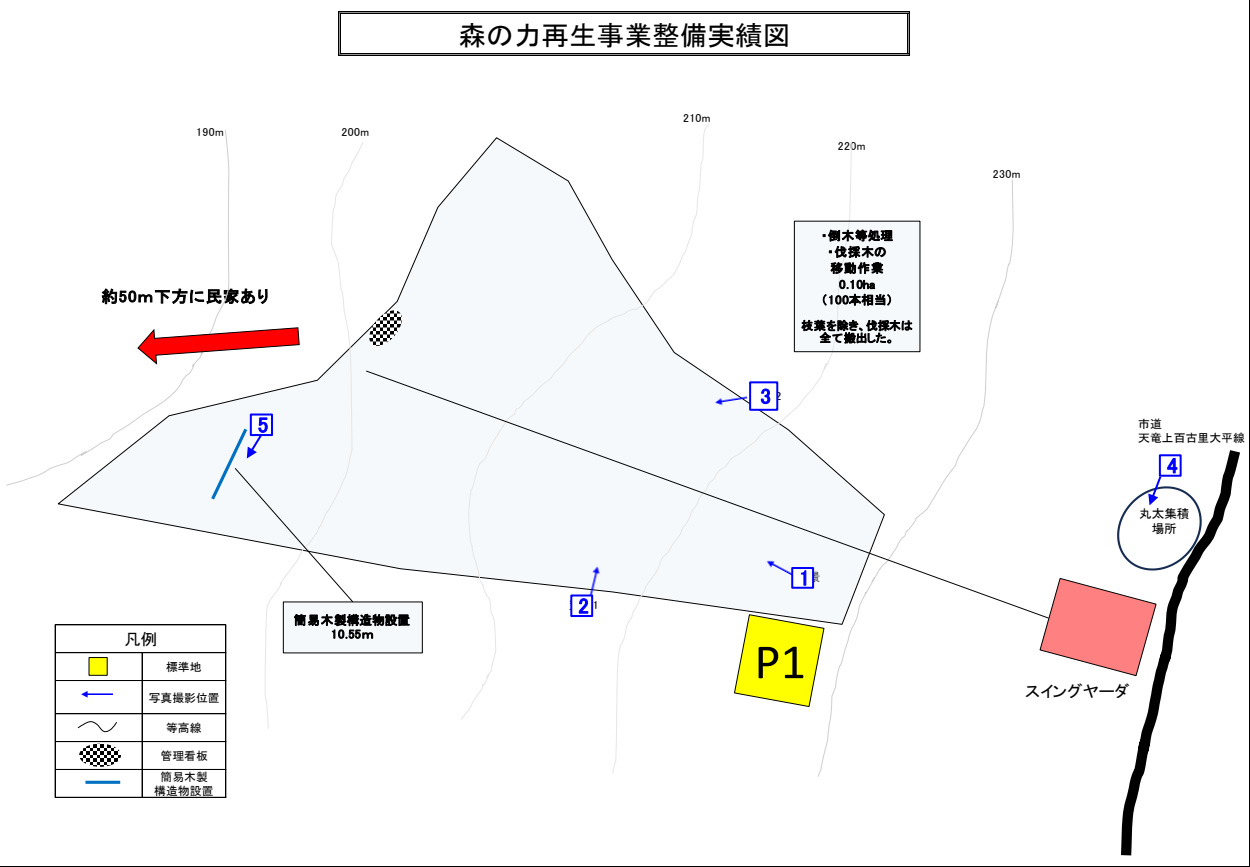 森の力再生事業整備実績図
190m
200m
210m
220m
230m
・倒木等処理
・伐採木の
移動作業
0.10ha
（100本相当）
枝葉を除き、伐採木は
全て搬出した。
約50ｍ下方に民家あり
3
5
市道
天竜上百古里大平線
4
丸太集積
場所
1
2
簡易木製構造物設置
10.55ｍ
P1
スイングヤーダ
凡例
標準地
写真撮影位置
等高線
管理看板
簡易木製
構造物設置